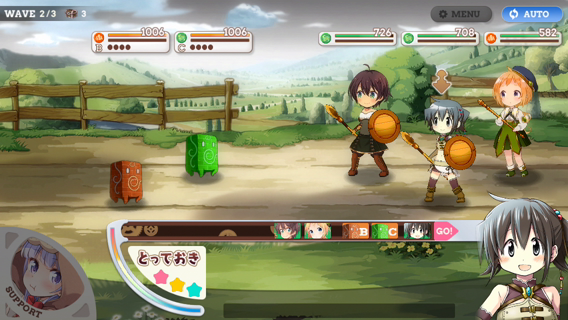 WAVE 2/3 3
MENU
AUTO
1006
B
1006
C
726
708
582
B
C
GO!
とっておき
SUPPORT